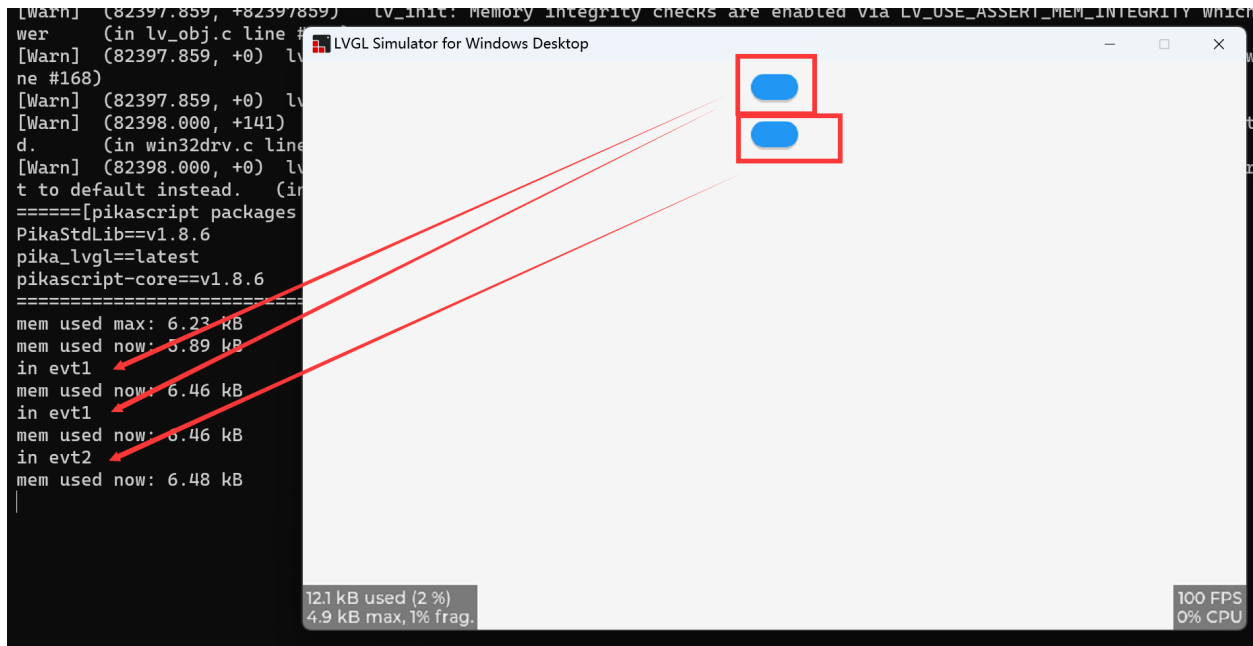 [Warn] (82397.859, +82397859) lv_init: Memory integrity checks are enabled via LV_USE_ASSERT_MEM_INTEGRITY which
wer (in lv_obj.c line #
LVGL Simulator for Windows Desktop
[Warn] (82397.859, +0)
ne #168)
[Warn] (82397.859, +0)
[Warn] (82398.000, +141)
d. (in win32drv.c line
[Warn] (82398.000, +0)
t to default instead. (in
======[pikascript packages
PikaStdLib==v1.8.6
pika_lvgl==latest
pikascript-core==v1.8.6
===========================
mem used max: 6.23 kB
mem used now: 5.89 kB
in evt1
mem used now: 6.46 kB
in evt1
mem used now: 6.46 kB
in evt2
mem used now: 6.48 kB
12.1 kB used (2 %)
4.9 kB max, 1% frag.
100 FPS
0% CPU